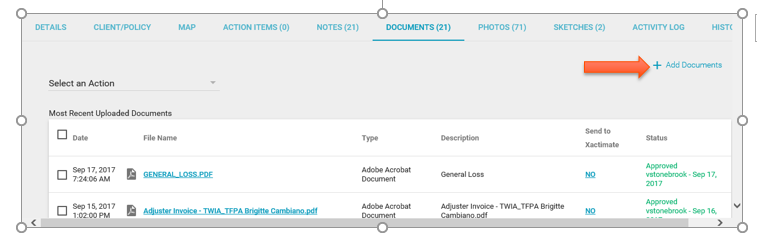 DETAILS CLIENT/POLICY MAP ACTION ITEMS (0) NOTES (21) DOCUMENTS (21) PHOTOS (71) SKETCHES (2) ACTIVITY LOG HISTO
+ Add Documents
Select an Action
Most Recent Uploaded Documents
Date File Name Type Description Send to Xactimate Status
Sep 17, 2017 7:24:06 AM GENERAL_LOSS.PDF Adobe Acrobat Document General Loss NO Approved vstonebrook - Sep 17, 2017
Sep 15, 2017 1:02:00 PM Adjuster Invoice - TWIA_TFPA Brigitte Cambiano.pdf Adobe Acrobat Document Adjuster Invoice - TWIA_TFPA Brigitte Cambiano.pdf NO Approved vstonebrook - Sep 16, 2017